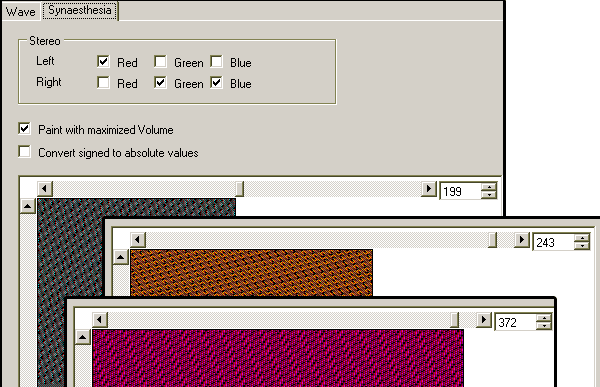 Wave Synaesthesia
Stereo
Left Red Green Blue
Right Red Green Blue
Paint with maximized Volume
Convert signed to absolute values
199
243
372